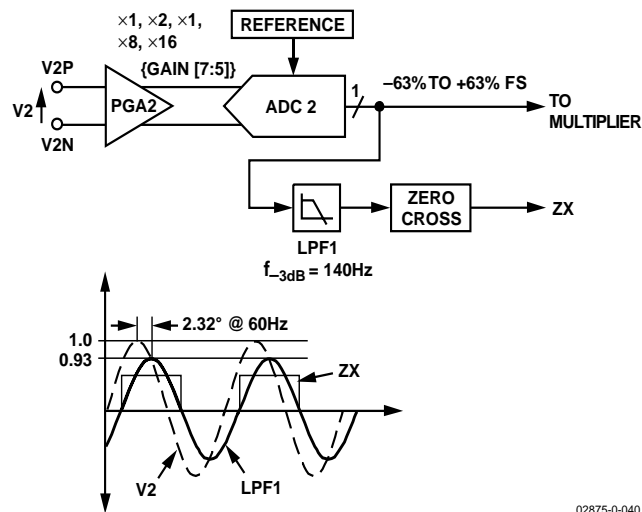 ×1, ×2, ×1,
×8, ×16
REFERENCE
V2P
{GAIN [7:5]}
V2
PGA2
ADC 2
1
–63% TO +63% FS
TO
MULTIPLIER
V2N
LPF1
f–3dB = 140Hz
ZERO
CROSS
ZX
2.32° @ 60Hz
1.0
0.93
ZX
V2
LPF1
02875-0-040